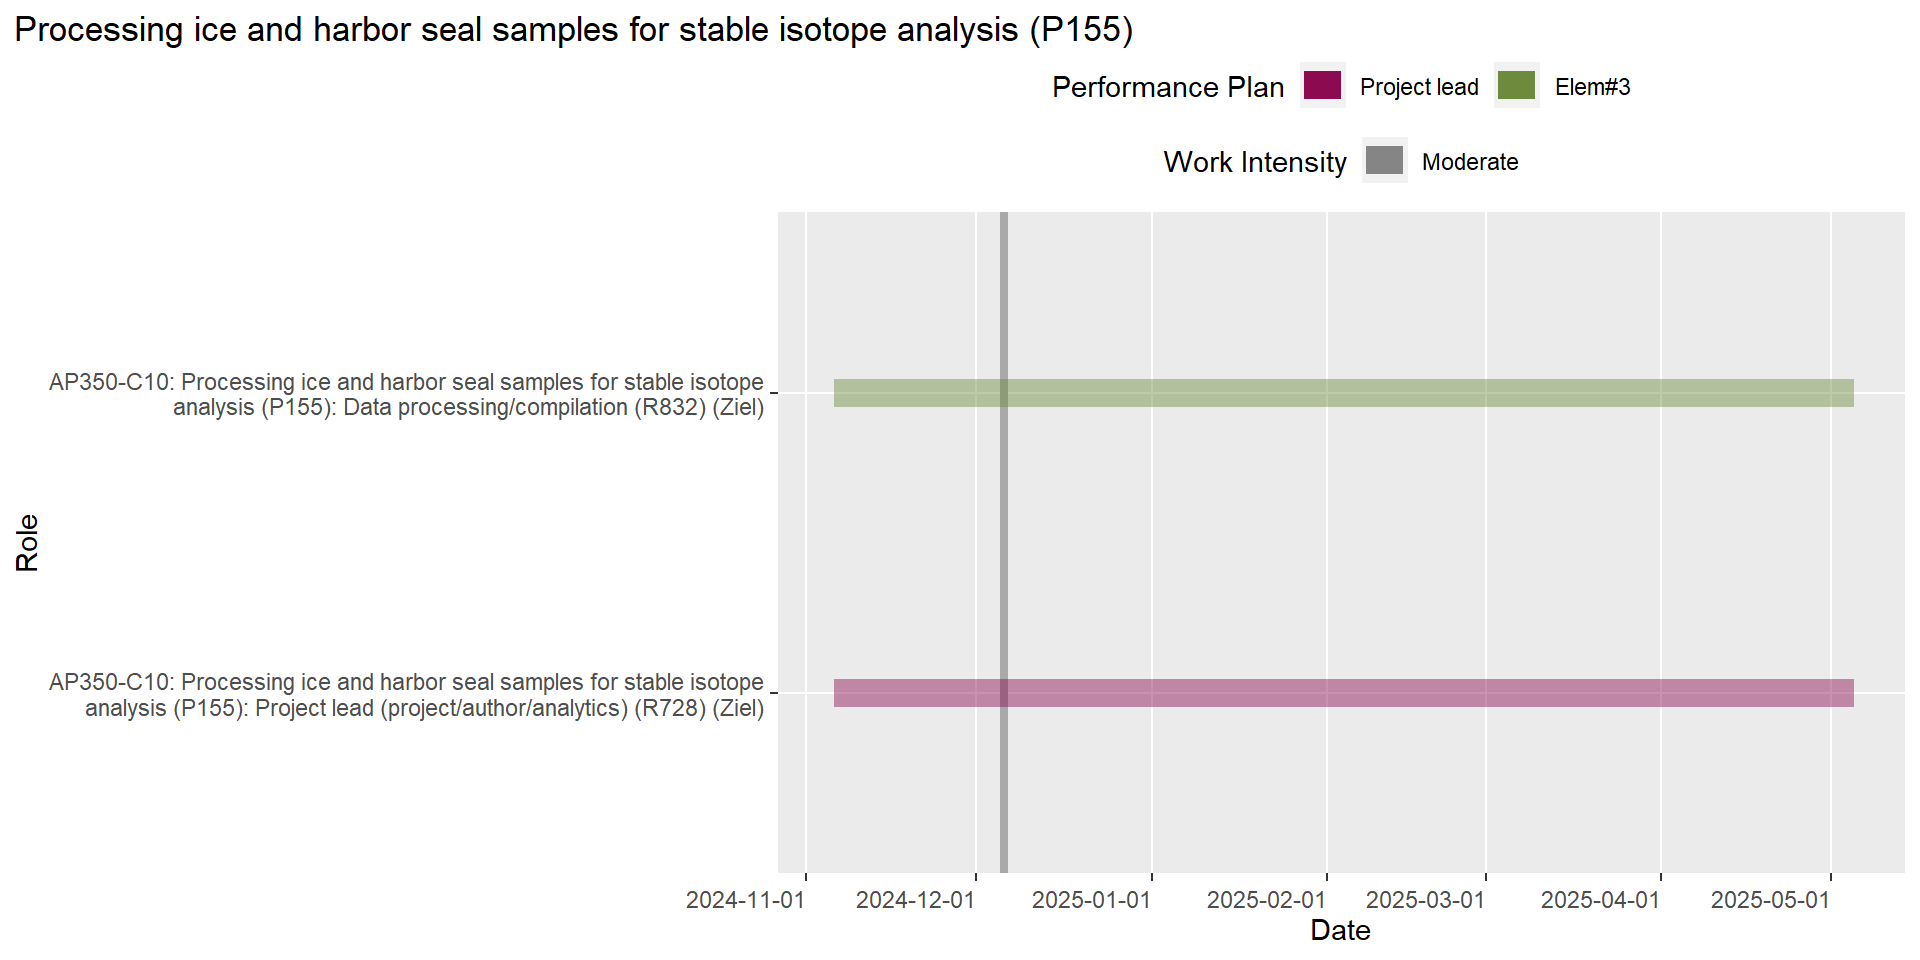 Processing ice and harbor seal samples for stable isotope analysis (P155)
Performance Plan Project lead Elem#3
Work Intensity Moderate
AP350-C10: Processing ice and harbor seal samples for stable isotope
analysis (P155): Data processing/compilation (R832) (Ziel)
Role
AP350-C10: Processing ice and harbor seal samples for stable isotope
analysis (P155): Project lead (project/author/analytics) (R728) (Ziel)
2024-11-01 2024-12-01 2025-01-01 2025-02-01 2025-03-01 2025-04-01 2025-05-01
Date